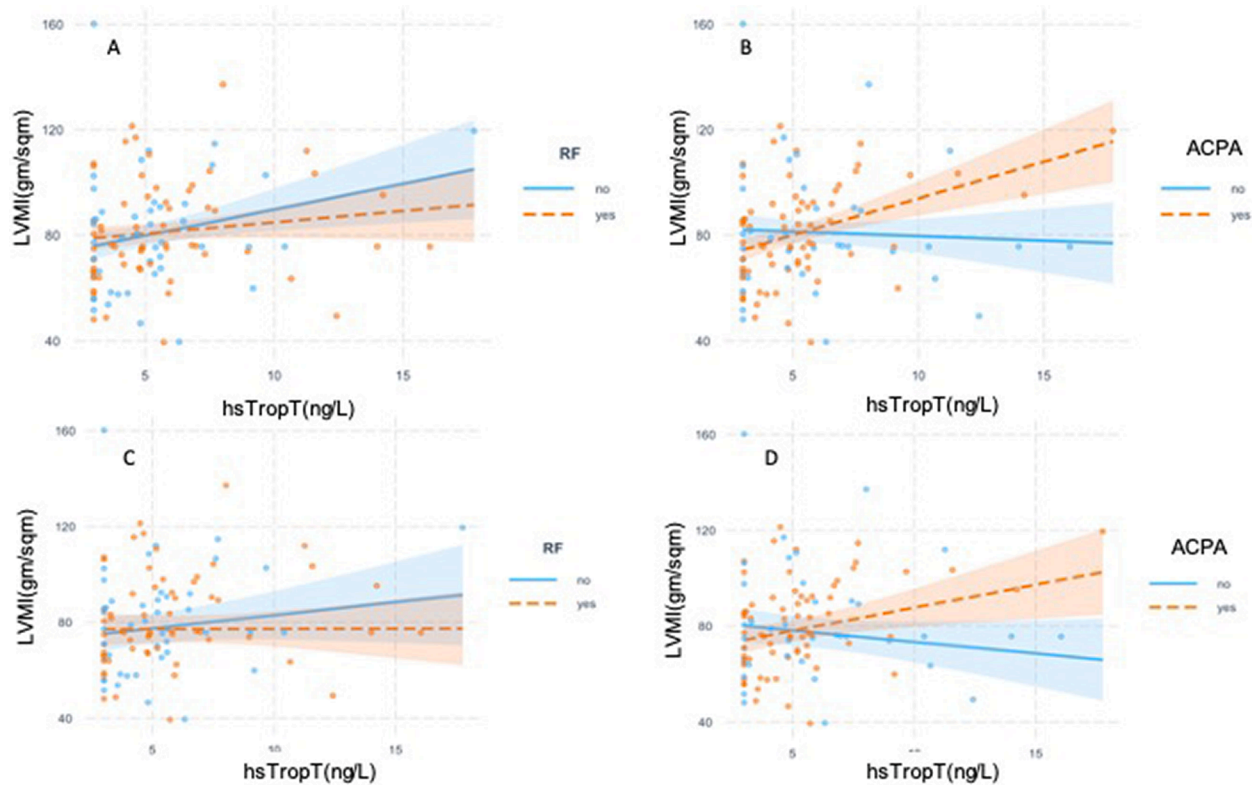 160
A
120
80
40
LVMI(gm/sqm)
5
10
15
hsTropT(ng/L)
RF
no
yes
160
B
20
80
40
LVMI(gm/sqm)
5
10
15
hsTropT(ng/L)
ACPA
no
yes
160
C
120
80
40
LVMI(gm/sqm)
5
15
hsTropT(ng/L)
RF
no
yes
160
D
120
80
40
LVMI(gm/sqm)
5
15
hsTropT(ng/L)
ACPA
no
yes